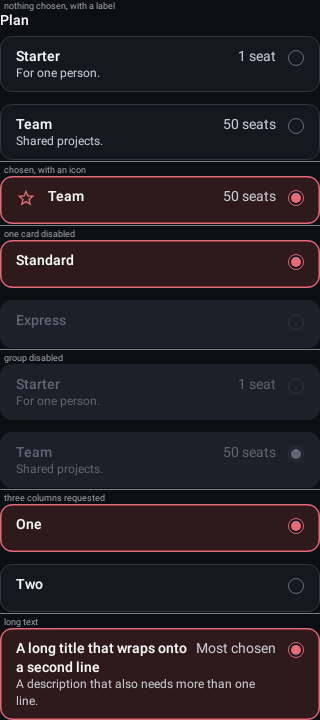 nothing chosen, with a label
Plan
Starter 1 seat
For one person.
Team 50 seats
Shared projects.
chosen, with an icon
Team 50 seats
one card disabled
Standard
Express
group disabled
Starter 1 seat
For one person.
Team 50 seats
Shared projects.
three columns requested
One
Two
long text
A long title that wraps onto Most chosen
a second line
A description that also needs more than one
line.